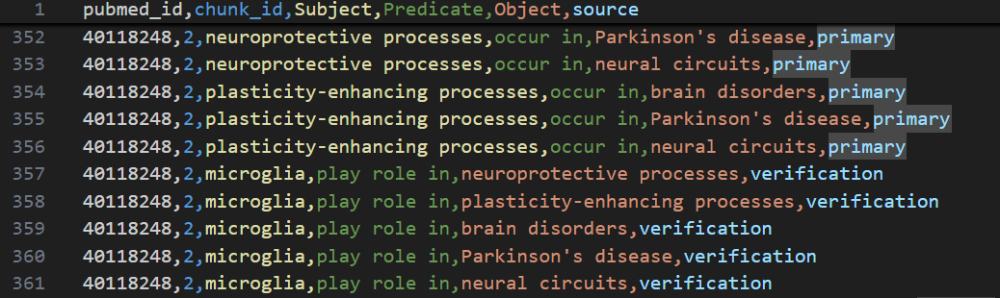 1 pubmed_id,chunk_id,Subject,Predicate,Object,source
352 40118248,2,neuroprotective processes,occur in,Parkinson's disease,primary
353 40118248,2,neuroprotective processes,occur in,neural circuits,primary
354 40118248,2,plasticity-enhancing processes,occur in,brain disorders,primary
355 40118248,2,plasticity-enhancing processes,occur in,Parkinson's disease,primary
356 40118248,2,plasticity-enhancing processes,occur in,neural circuits,primary
357 40118248,2,microglia,play role in,neuroprotective processes,verification
358 40118248,2,microglia,play role in,plasticity-enhancing processes,verification
359 40118248,2,microglia,play role in,brain disorders,verification
360 40118248,2,microglia,play role in,Parkinson's disease,verification
361 40118248,2,microglia,play role in,neural circuits,verification